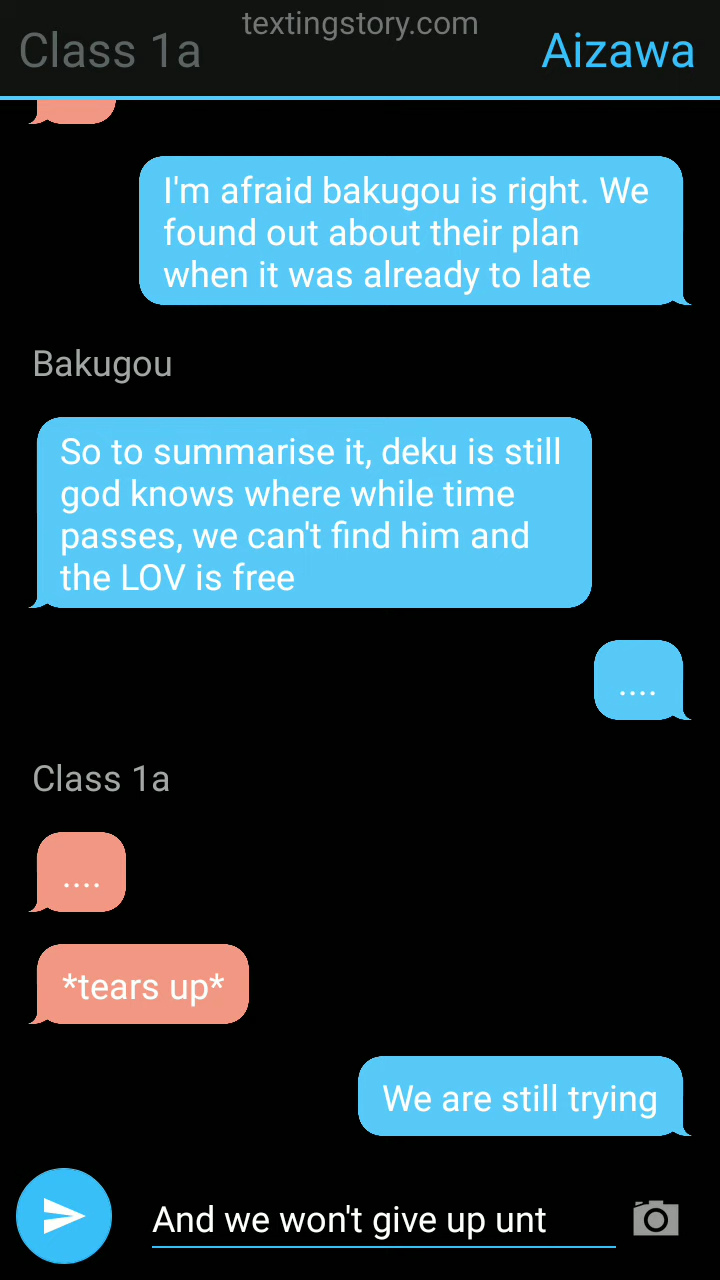 textingstory.com
Class 1a
Aizawa
I'm afraid bakugou is right. We
found out about their plan
when it was already to late
Bakugou
So to summarise it, deku is still
god knows where while time
passes, we can't find him and
the LOV is free
....
Class 1a
....
*tears up*
We are still trying
And we won't give up unt